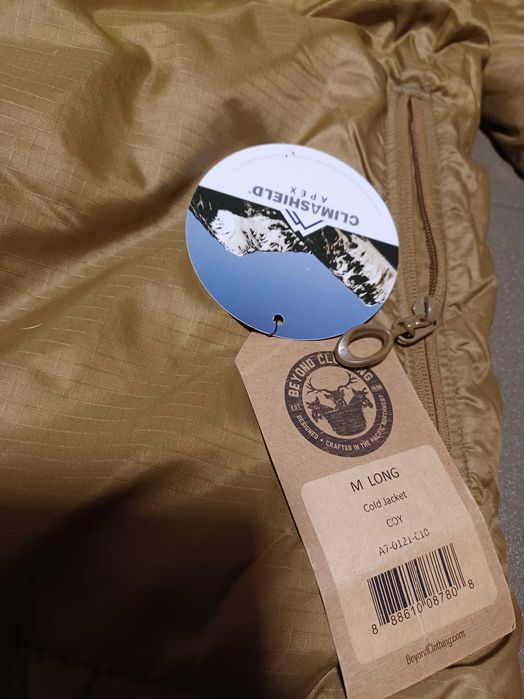 CLIMASHIELD®
APEX
BEYOND CLOTHING
DESIGNED + CRAFTED IN THE PACIFIC NORTHWEST
M LONG
Cold Jacket
COY
A7-0121-C10
8 88610 08780 8
BeyondClothing.com